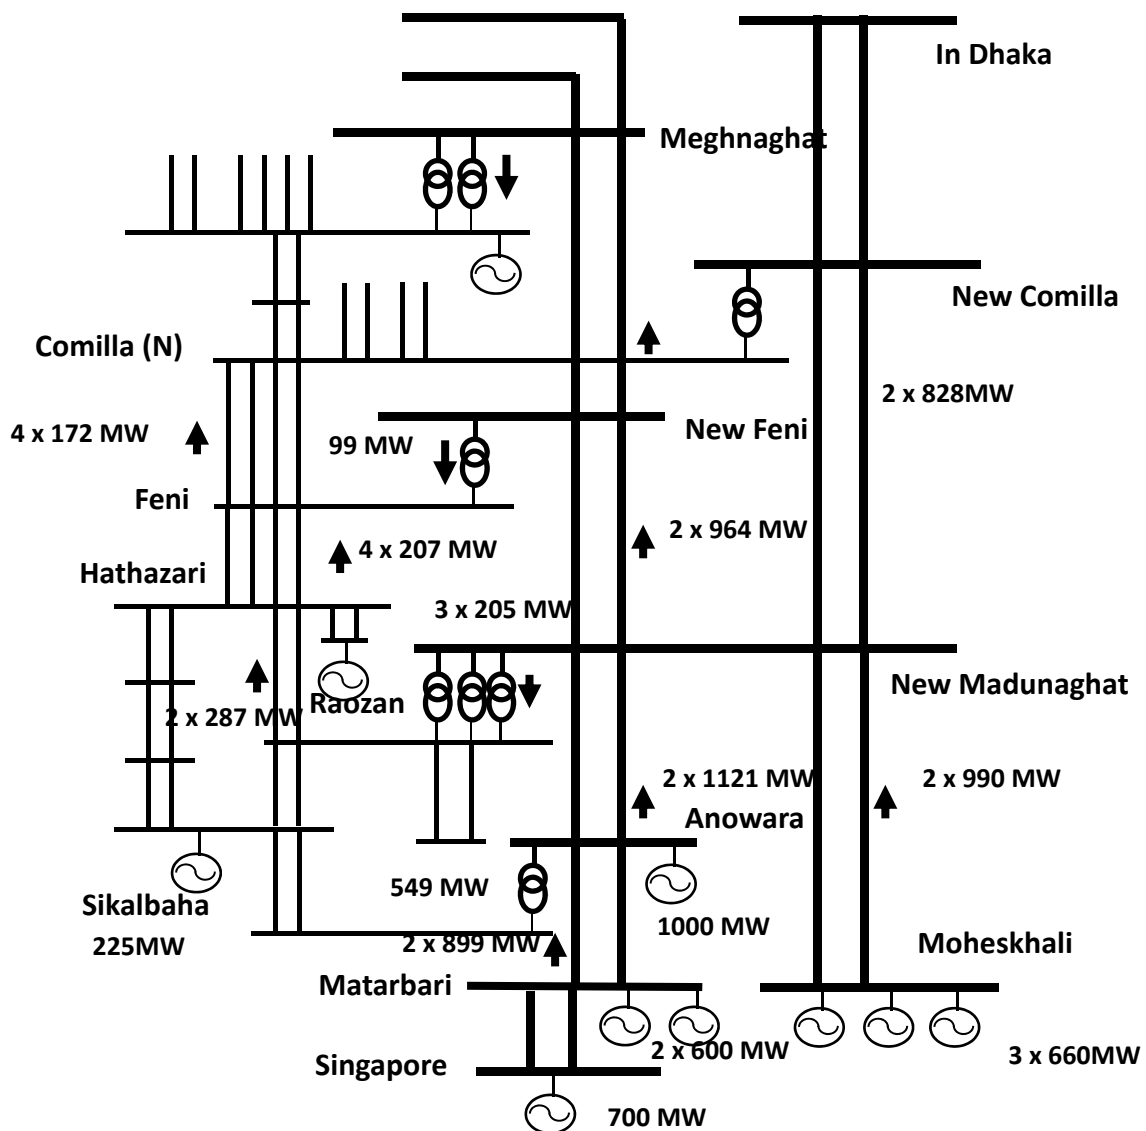 In Dhaka
Meghnaghat
New Comilla
Comilla (N)
2 x 828MW
4 x 172 MW
99 MW
New Feni
Feni
2 x 964 MW
4 x 207 MW
Hathazari
3 x 205 MW
New Madunaghat
Raozan
2 x 287 MW
2 x 1121 MW
2 x 990 MW
Anowara
549 MW
Sikalbaha
1000 MW
225MW
2 x 899 MW
Moheskhali
Matarbari
2 x 600 MW
3 x 660MW
Singapore
700 MW